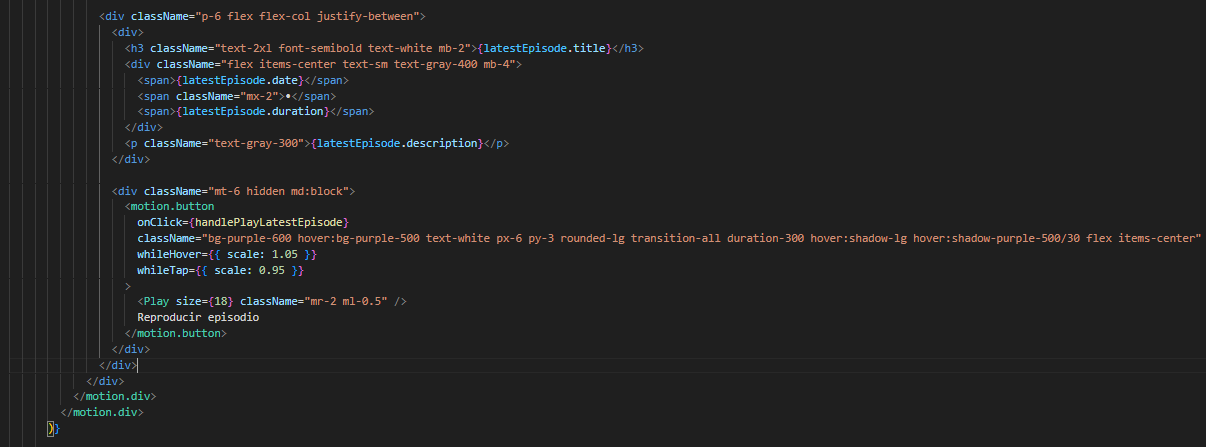 <div className="p-6 flex flex-col justify-between">
<div>
<h3 className="text-2xl font-semibold text-white mb-2">{latestEpisode.title}</h3>
<div className="flex items-center text-sm text-gray-400 mb-4">
<span>{latestEpisode.date}</span>
<span className="mx-2">•</span>
<span>{latestEpisode.duration}</span>
</div>
<p className="text-gray-300">{latestEpisode.description}</p>
</div>
<div className="mt-6 hidden md:block">
<motion.button
onClick={handlePlayLatestEpisode}
className="bg-purple-600 hover:bg-purple-500 text-white px-6 py-3 rounded-lg transition-all duration-300 hover:shadow-lg hover:shadow-purple-500/30 flex items-center"
whileHover={{ scale: 1.05 }}
whileTap={{ scale: 0.95 }}
>
<Play size={18} className="mr-2 ml-0.5" />
Reproducir episodio
</motion.button>
</div>
</div>
</div>
</motion.div>
</motion.div>
)}